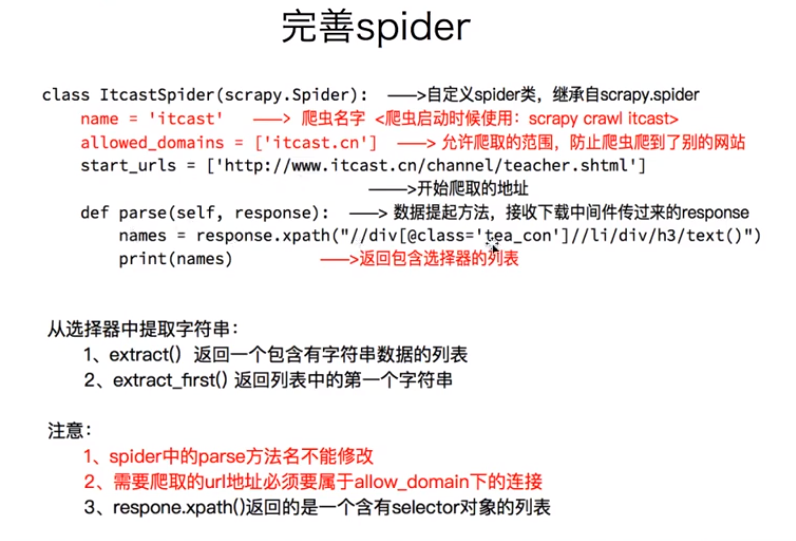 完善spider
class ItcastSpider(scrapy.Spider): ——>自定义spider类，继承自scrapy.spider
name = 'itcast' ——> 爬虫名字 <爬虫启动时候使用：scrapy crawl itcast>
allowed_domains = ['itcast.cn'] ——> 允许爬取的范围，防止爬虫爬到了别的网站
start_urls = ['http://www.itcast.cn/channel/teacher.shtml']
——>开始爬取的地址
def parse(self, response): ——> 数据提起方法，接收下载中间件传过来的response
names = response.xpath("//div[@class='tea_con']//li/div/h3/text()")
print(names) ——>返回包含选择器的列表
从选择器中提取字符串：
1、extract() 返回一个包含有字符串数据的列表
2、extract_first() 返回列表中的第一个字符串
注意：
1、spider中的parse方法名不能修改
2、需要爬取的url地址必须要属于allow_domain下的连接
3、respone.xpath()返回的是一个含有selector对象的列表